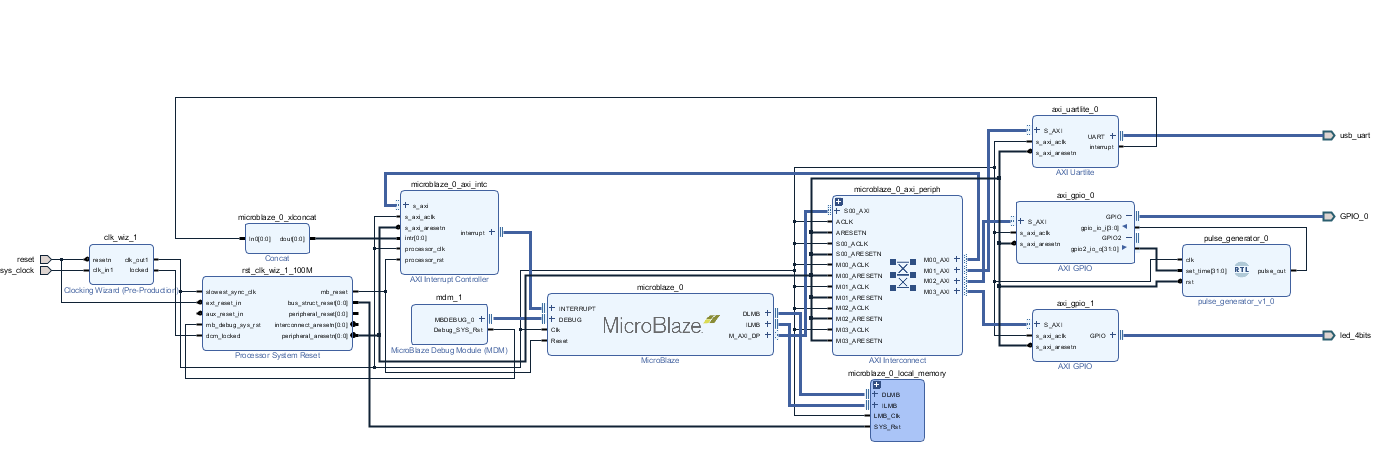 reset
sys_clock
clk_wiz_1
resetn
clk_in1
clk_out1
locked
Clocking Wizard (Pre-Production
microblaze_0_xlconcat
In0[0:0]
dout[0:0]
Concat
rst_clk_wiz_1_100M
slowest_sync_clk
ext_reset_in
aux_reset_in
mb_debug_sys_rst
dcm_locked
mb_reset
bus_struct_reset[0:0]
peripheral_reset[0:0]
interconnect_aresetn[0:0]
peripheral_aresetn[0:0]
Processor System Reset
microblaze_0_axi_intc
s_axi
s_axi_aclk
s_axi_aresetn
intr[0:0]
processor_clk
processor_rst
interrupt
AXI Interrupt Controller
mdm_1
MBDEBUG_0
Debug_SYS_Rst
MicroBlaze Debug Module (MDM)
microblaze_0
INTERRUPT
DEBUG
Clk
Reset
MicroBlaze
DLMB
ILMB
M_AXI_DP
MicroBlaze
microblaze_0_axi_periph
S00_AXI
ACLK
ARESETN
S00_ACLK
S00_ARESETN
M00_ACLK
M00_ARESETN
M01_ACLK
M01_ARESETN
M02_ACLK
M02_ARESETN
M03_ACLK
M03_ARESETN
M00_AXI
M01_AXI
M02_AXI
M03_AXI
AXI Interconnect
microblaze_0_local_memory
DLMB
ILMB
LMB_Clk
SYS_Rst
axi_uartlite_0
S_AXI
s_axi_aclk
s_axi_aresetn
UART
interrupt
AXI Uartlite
axi_gpio_0
S_AXI
s_axi_aclk
s_axi_aresetn
GPIO
gpio_io_i[3:0]
GPIO2
gpio2_io_o[31:0]
AXI GPIO
pulse_generator_0
clk
set_time[31:0]
rst
RTL
pulse_out
pulse_generator_v1_0
axi_gpio_1
S_AXI
s_axi_aclk
s_axi_aresetn
GPIO
AXI GPIO
usb_uart
GPIO_0
led_4bits